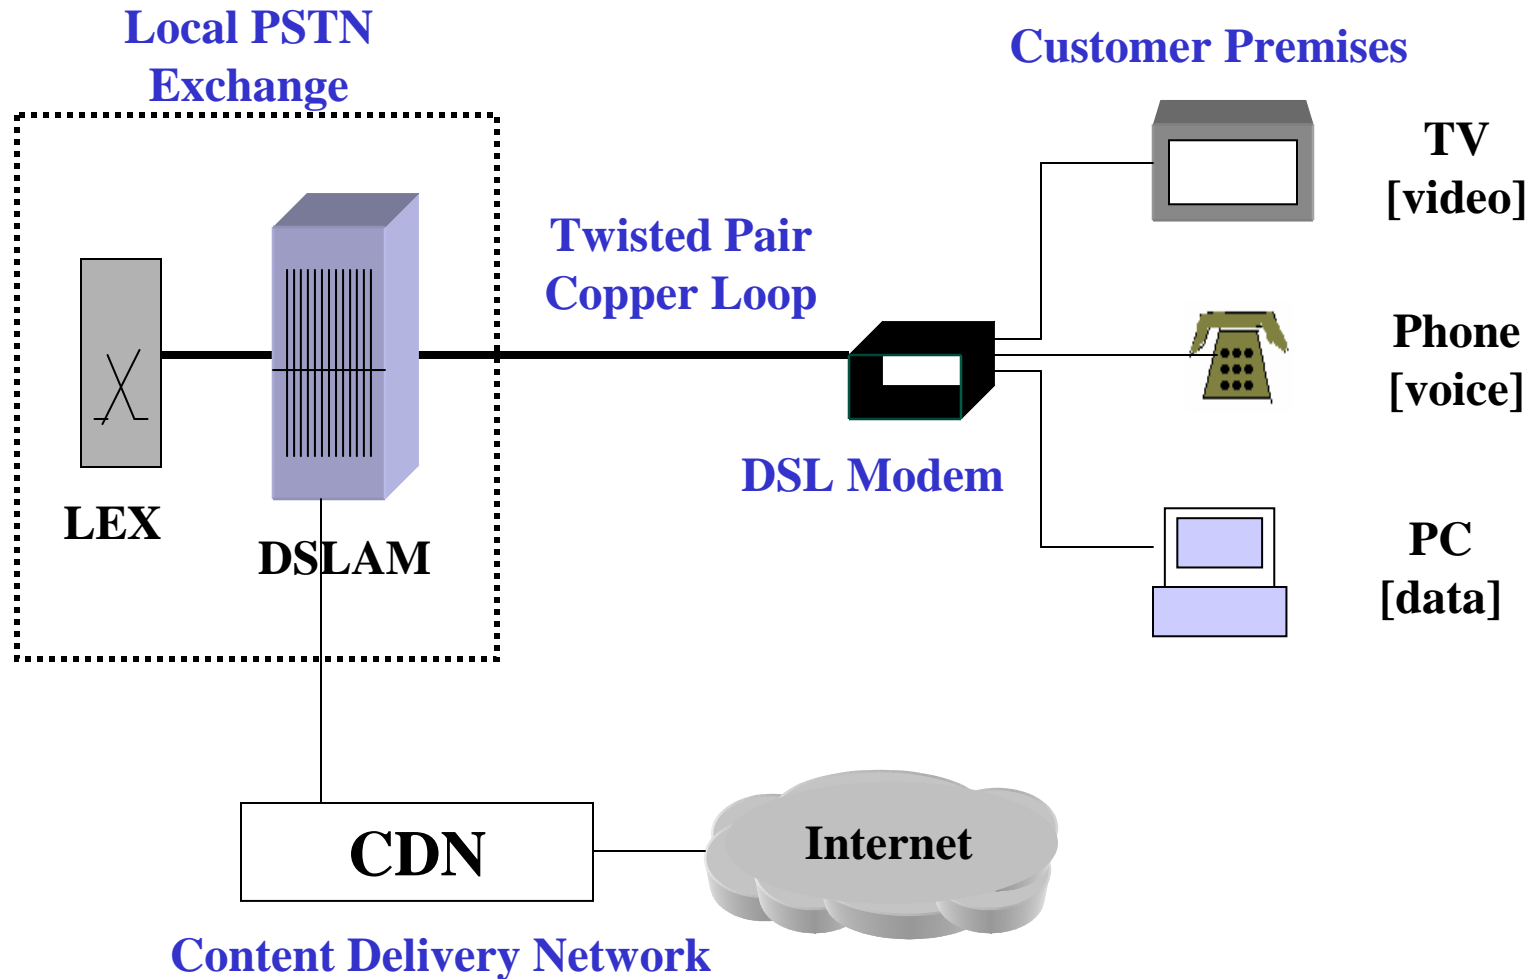 Local PSTN
Exchange
Customer Premises
TV
[video]
Twisted Pair
Copper Loop
Phone
[voice]
DSL Modem
LEX
DSLAM
PC
[data]
CDN
Internet
Content Delivery Network